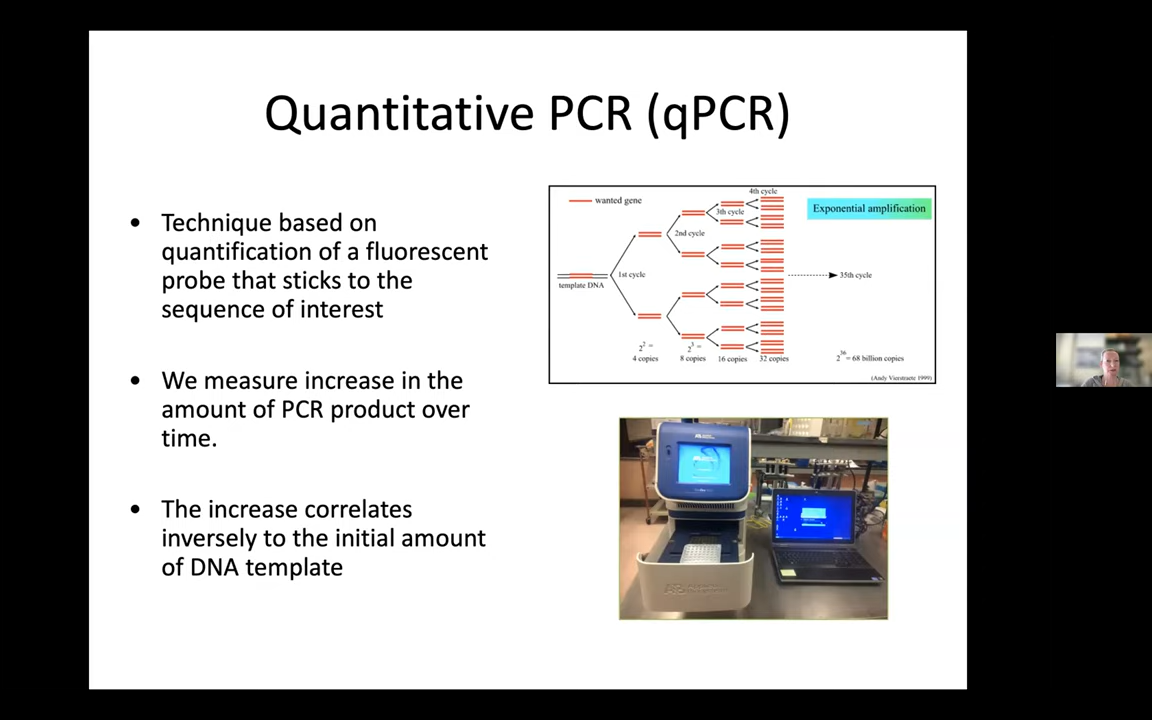 Quantitative PCR (qPCR)
• Technique based on
quantification of a fluorescent
probe that sticks to the
sequence of interest
• We measure increase in the
amount of PCR product over
time.
• The increase correlates
inversely to the initial amount
of DNA template
4th cycle
wanted gene
Exponential amplification
3th cycle
2nd cycle
1st cycle
35th cycle
template DNA
2² =
4 copies
2³ =
8 copies
16 copies
32 copies
2³⁶ = 68 billion copies
(Andy Vierstraete 1999)